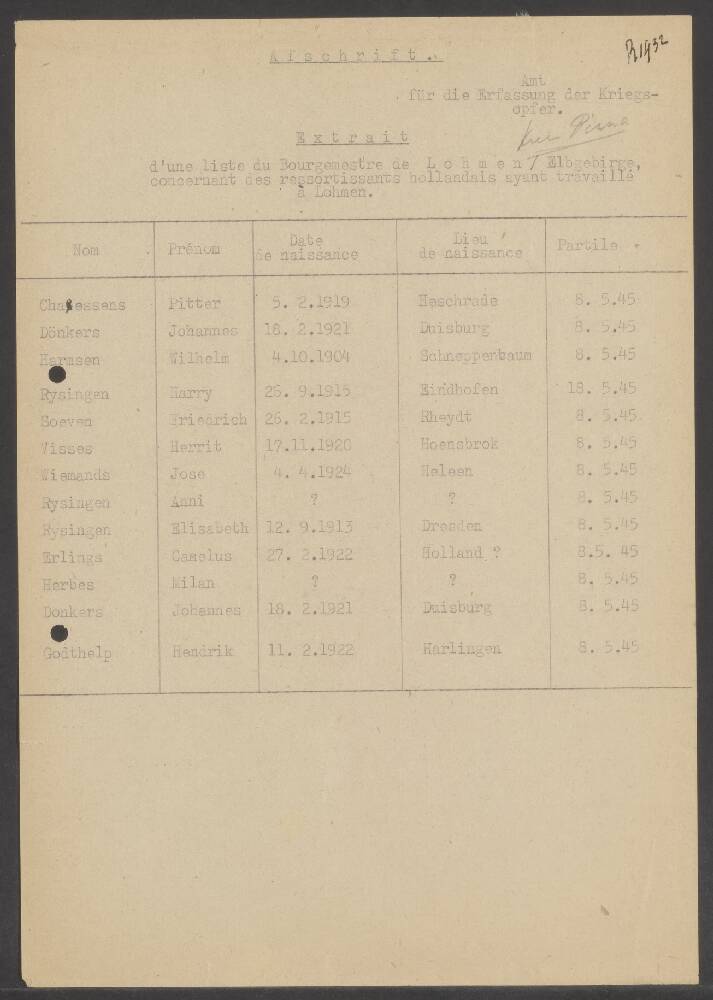 A b s c h r i f t .
R1432
Amt
für die Erfassung der Kriegs-
opfer.
Kreis Pirna
E x t r a i t
d'une liste du Bourgemestre de L o h m e n / Elbgebirge,
concernant des ressortissants hollandais ayant travaillé
à Lohmen.
Nom Prénom Date de naissance Lieu de naissance Partile .
Chaessens Pitter 5. 2.1919 Heschrade 8. 5.45
Dönkers Johannes 18. 2.1921 Duisburg 8. 5.45
Harmsen Wilhelm 4.10.1904 Schneppenbaum 8. 5.45
Rysingen Harry 25. 9.1915 Eindhofen 18. 5.45
Soeven Friedrich 26. 2.1915 Rheydt 8. 5.45
Visses Herrit 17.11.1920 Hoensbrok 8. 5.45
Wiemands Jose 4. 4.1924 Heleen 8. 5.45
Rysingen Anni ? ? 8. 5.45
Rysingen Elisabeth 12. 9.1913 Dresden 8. 5.45
Erlings Camelus 27. 2.1922 Holland ? 8.5. 45
Herbes Milan ? ? 8. 5.45
Donkers Johannes 18. 2.1921 Duisburg 8. 5.45
Godthelp Hendrik 11. 2.1922 Harlingen 8. 5.45